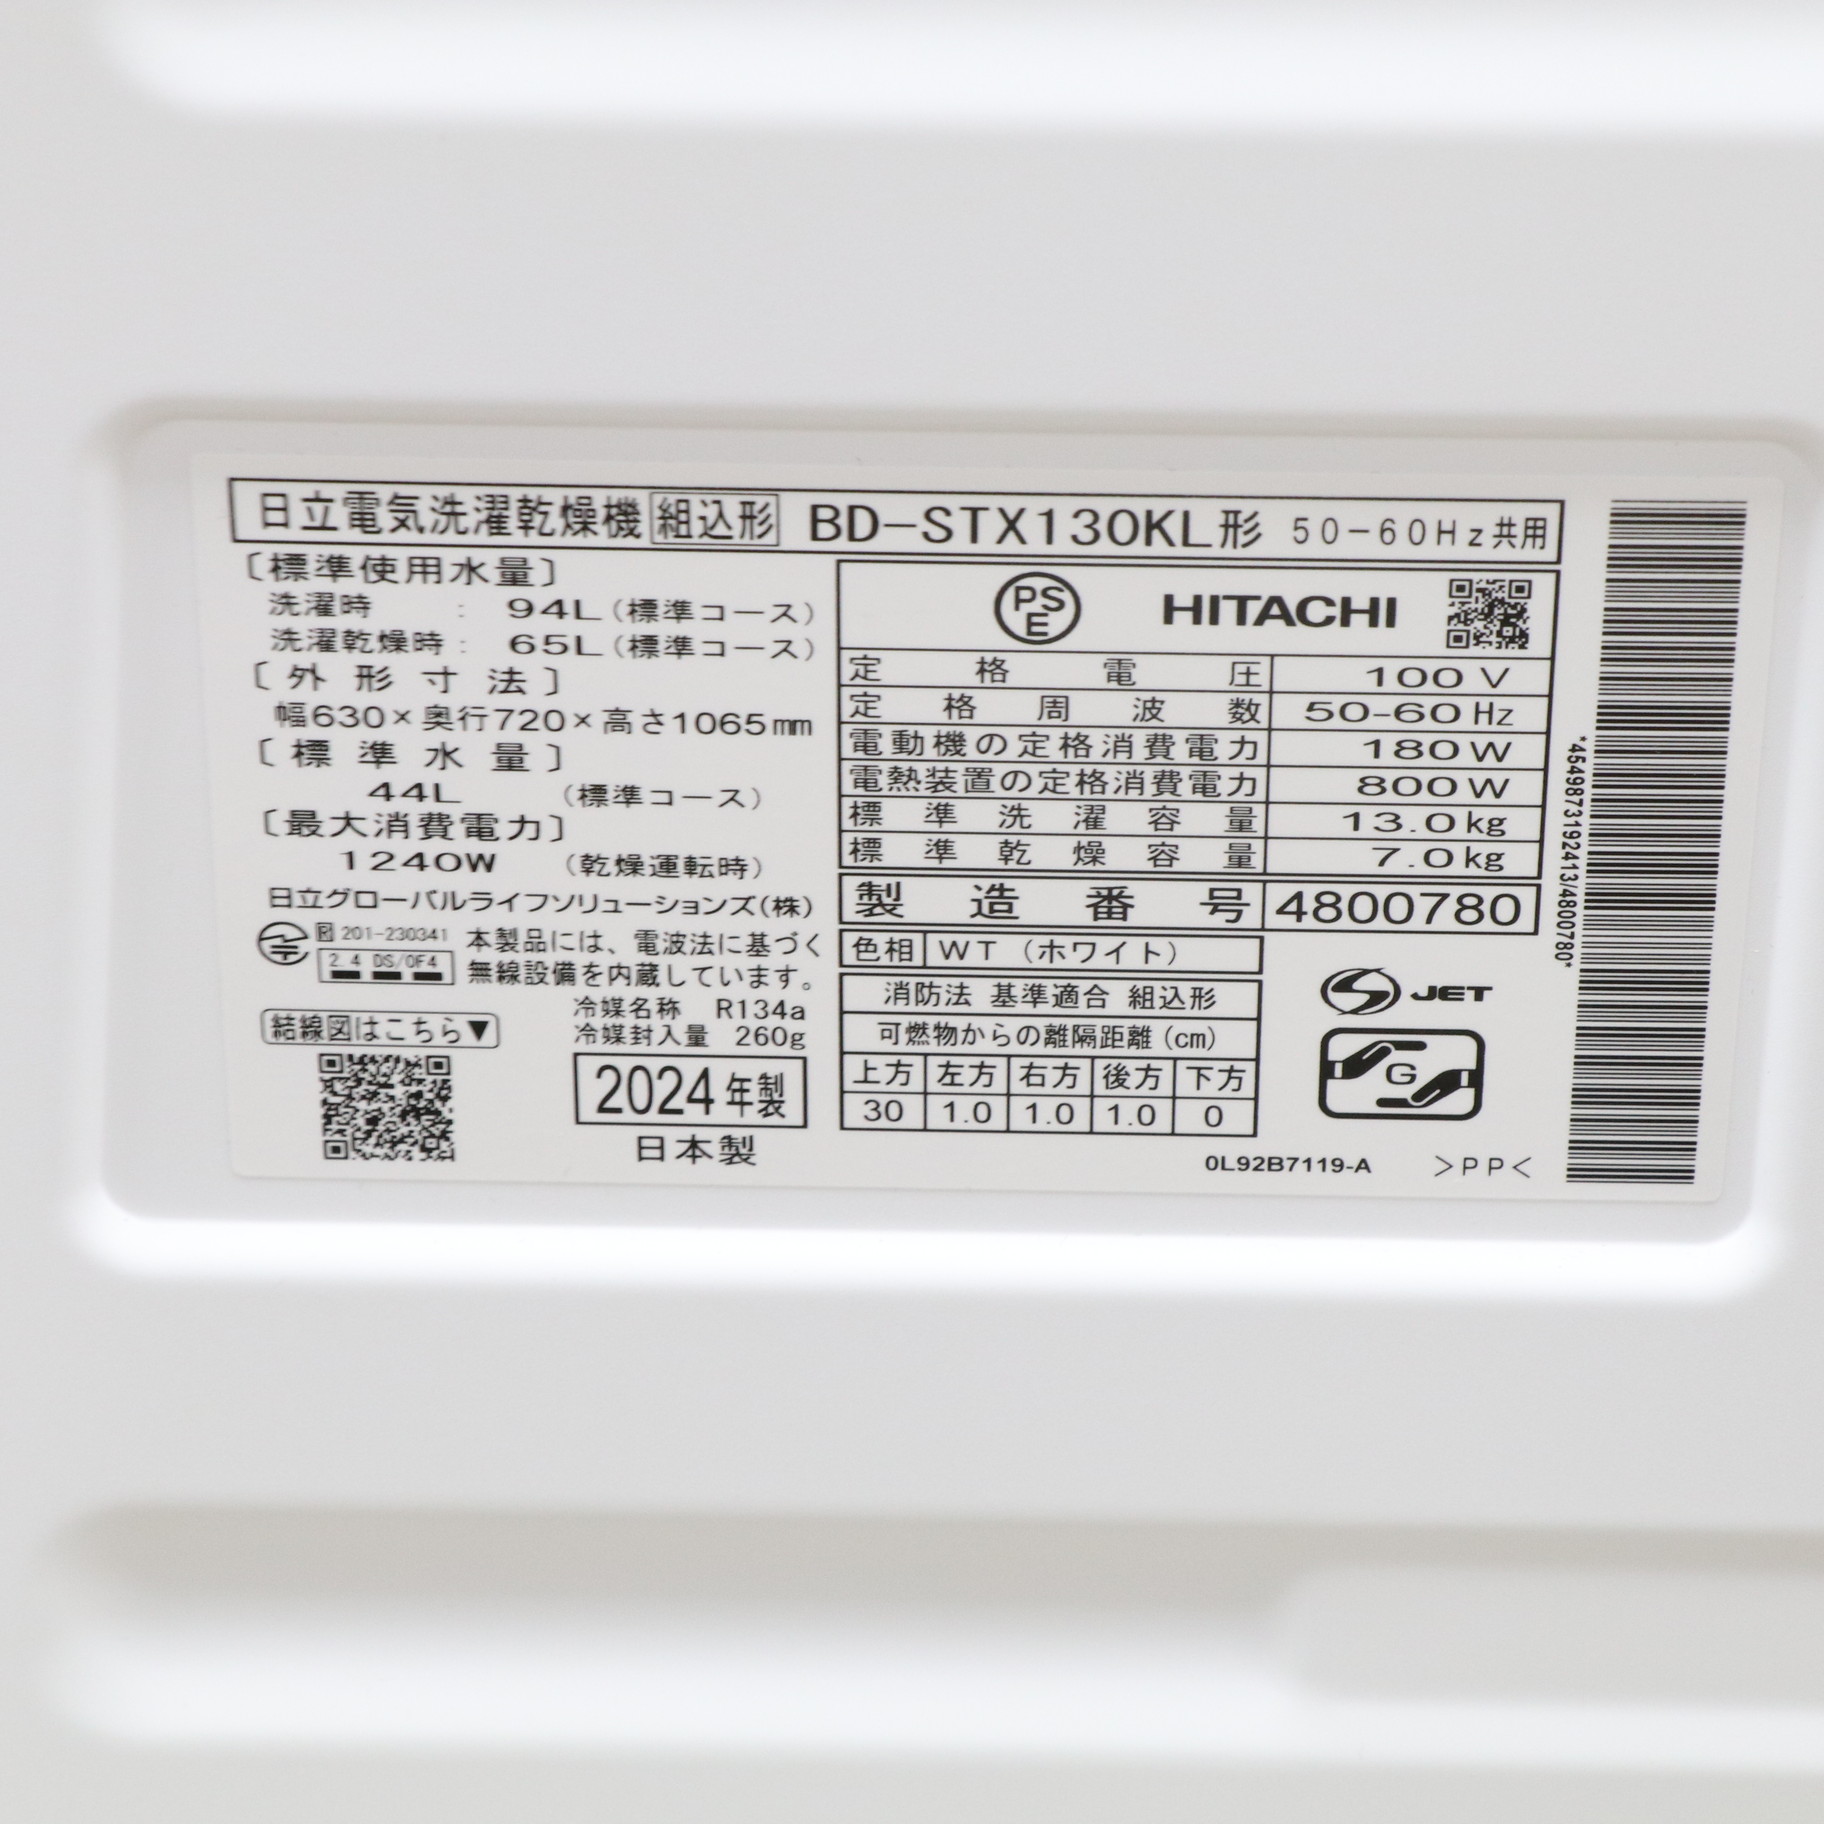 日立電気洗濯乾燥機 組込形 BD-STX130KL形 50-60Hz共用
〔標準使用水量〕
洗濯時 : 94L(標準コース)
洗濯乾燥時: 65L(標準コース)
〔外形寸法〕
幅630×奥行720×高さ1065mm
〔標準水量〕
44L (標準コース)
〔最大消費電力〕
1240W (乾燥運転時)
日立グローバルライフソリューションズ(株)
R 201-230341
2.4 DS/OF4
本製品には、電波法に基づく
無線設備を内蔵しています。
冷媒名称 R134a
冷媒封入量 260g
結線図はこちら▼
2024年製
日本製
PS
E
HITACHI
定格電圧 100V
定格周波数 50-60Hz
電動機の定格消費電力 180W
電熱装置の定格消費電力 800W
標準洗濯容量 13.0kg
標準乾燥容量 7.0kg
製造番号 4800780
色相 WT (ホワイト)
消防法 基準適合 組込形
可燃物からの離隔距離(cm)
上方 左方 右方 後方 下方
30 1.0 1.0 1.0 0
JET
G
0L92B7119-A >PP<
*4549873192413/4800780*